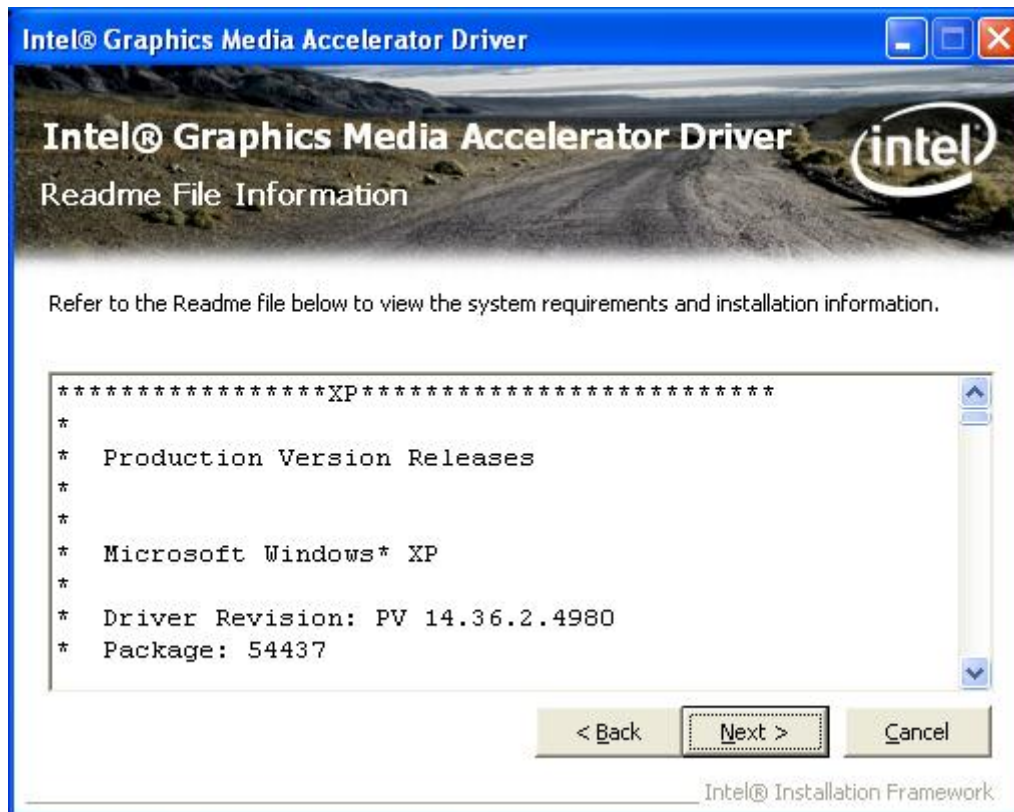 Intel® Graphics Media Accelerator Driver
Intel® Graphics Media Accelerator Driver
Readme File Information
intel
Refer to the Readme file below to view the system requirements and installation information.
*****************XP**************************
*
* Production Version Releases
*
*
* Microsoft Windows* XP
*
* Driver Revision: PV 14.36.2.4980
* Package: 54437
< Back Next > Cancel
Intel® Installation Framework